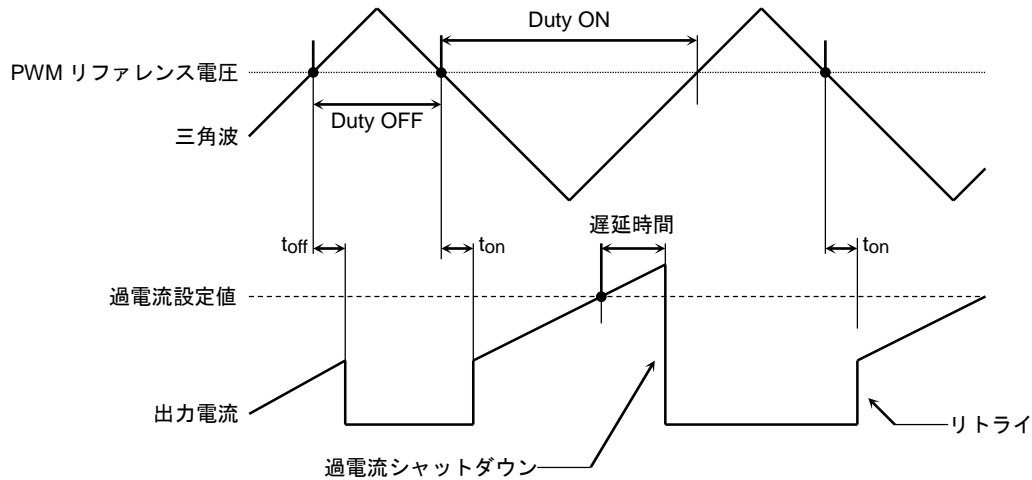 Duty ON
PWM リファレンス電圧
Duty OFF
三角波
toff
ton
遅延時間
ton
過電流設定値
出力電流
リトライ
過電流シャットダウン